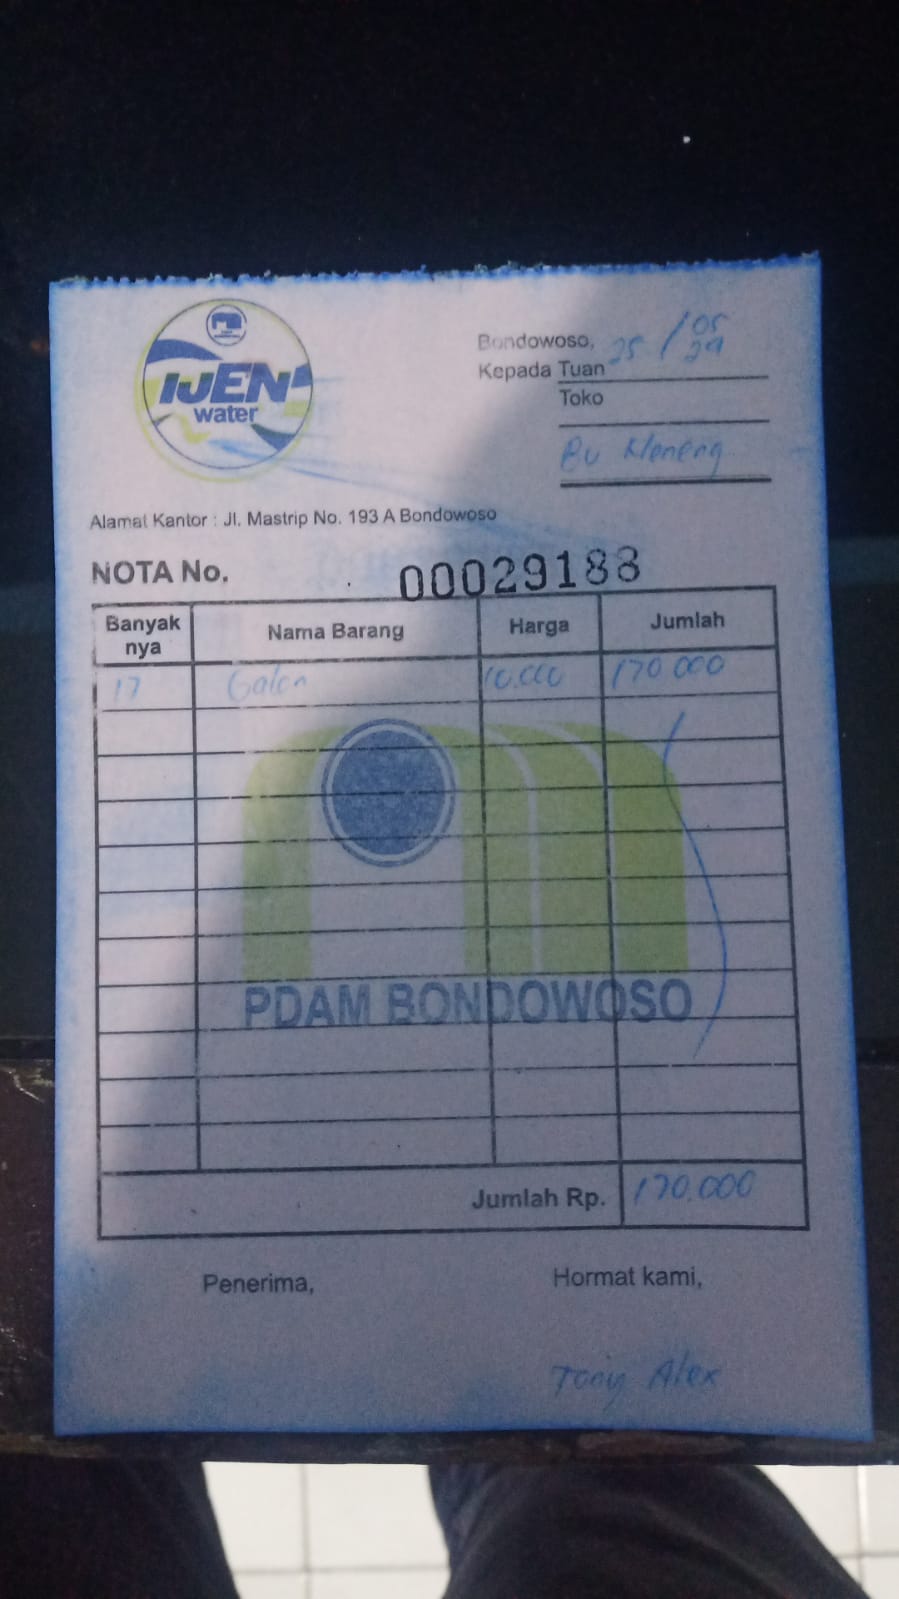 IJEN
water
Bondowoso, 25 / 05
Kepada Tuan
Toko
Bu
Alamat Kantor : Jl. Mastrip No. 193 A Bondowoso
NOTA No. 00029188
Banyak nya Nama Barang Harga Jumlah
17 Galon 10.000 170 000
PDAM BONDOWOSO
Jumlah Rp. 170.000
Penerima, Hormat kami,
Tony Alex